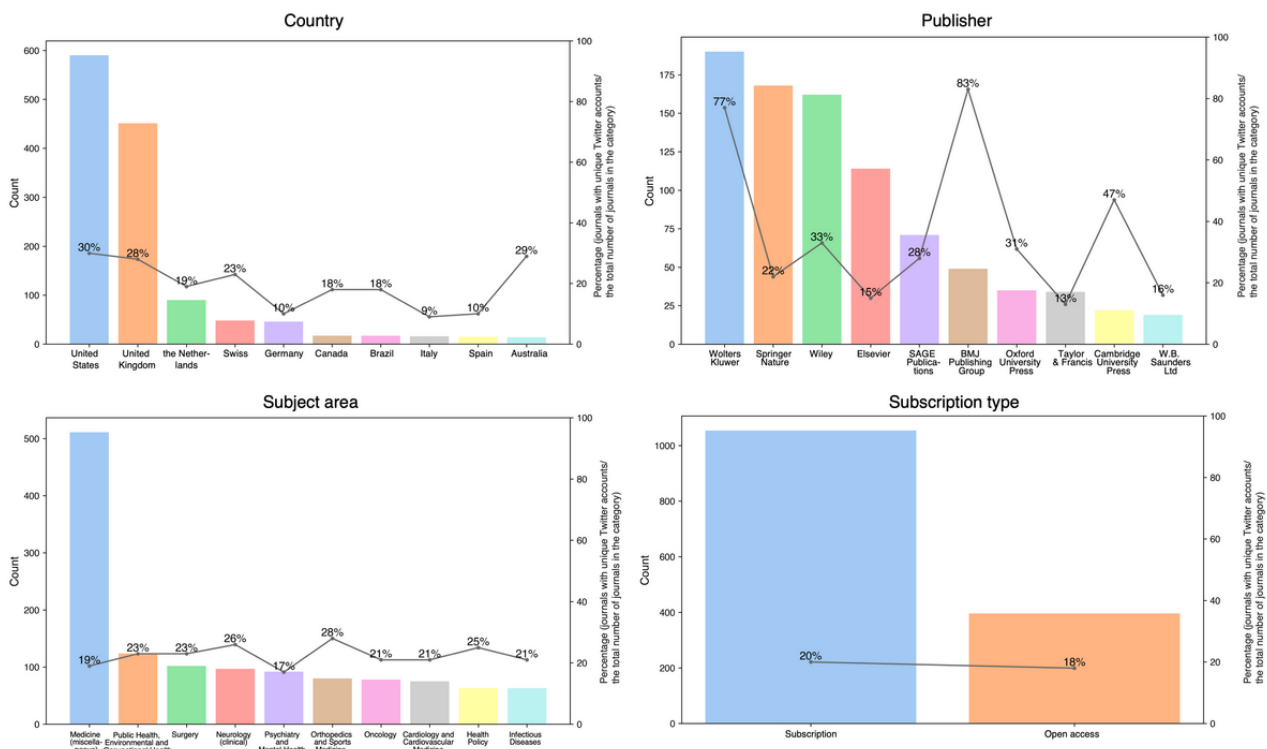 Country
Count
600
500
400
300
200
100
0
100
80
60
40
20
0
Percentage (journals with unique Twitter accounts/
the total number of journals in the category)
30%
28%
19%
23%
10%
18%
18%
9%
10%
29%
United
States
United
Kingdom
the Nether-
lands
Swiss
Germany
Canada
Brazil
Italy
Spain
Australia
Publisher
Count
175
150
125
100
75
50
25
0
100
80
60
40
20
0
Percentage (journals with unique Twitter accounts/
the total number of journals in the category)
77%
22%
33%
15%
28%
83%
31%
13%
47%
16%
Wolters
Kluwer
Springer
Nature
Wiley
Elsevier
SAGE
Publica-
tions
BMJ
Publishing
Group
Oxford
University
Press
Taylor
& Francis
Cambridge
University
Press
W.B.
Saunders
Ltd
Subject area
Count
500
400
300
200
100
0
100
80
60
40
20
0
Percentage (journals with unique Twitter accounts/
the total number of journals in the category)
19%
23%
23%
26%
17%
28%
21%
21%
25%
21%
Medicine
(miscella-
Public Health,
Environmental and
Surgery
Neurology
(clinical)
Psychiatry
and
Orthopedics
and Sports
Oncology
Cardiology and
Cardiovascular
Health
Policy
Infectious
Diseases
Subscription type
Count
1000
800
600
400
200
0
100
80
60
40
20
0
Percentage (journals with unique Twitter accounts/
the total number of journals in the category)
20%
18%
Subscription
Open access